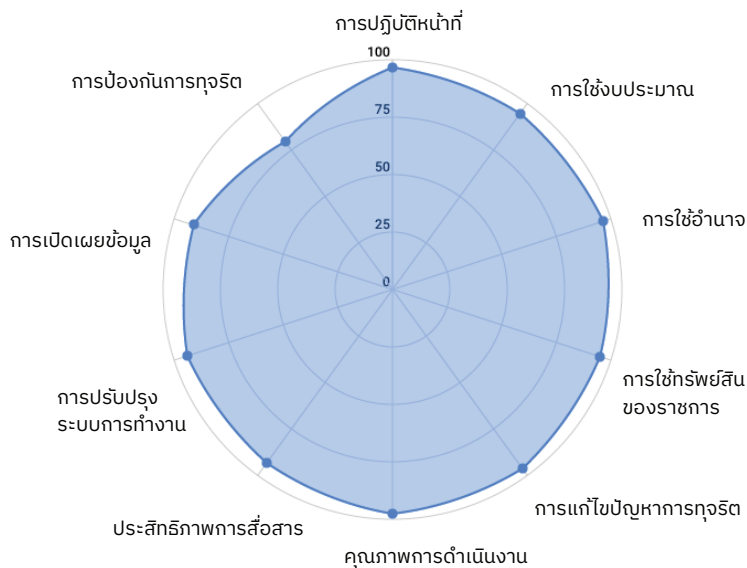 การปฏิบัติหน้าที่
100
การป้องกันการทุจริต
การใช้งบประมาณ
75
50
การใช้อำนาจ
25
การเปิดเผยข้อมูล
0
การใช้ทรัพย์สิน
ของราชการ
การปรับปรุง
ระบบการทำงาน
การแก้ไขปัญหาการทุจริต
ประสิทธิภาพการสื่อสาร
คุณภาพการดำเนินงาน